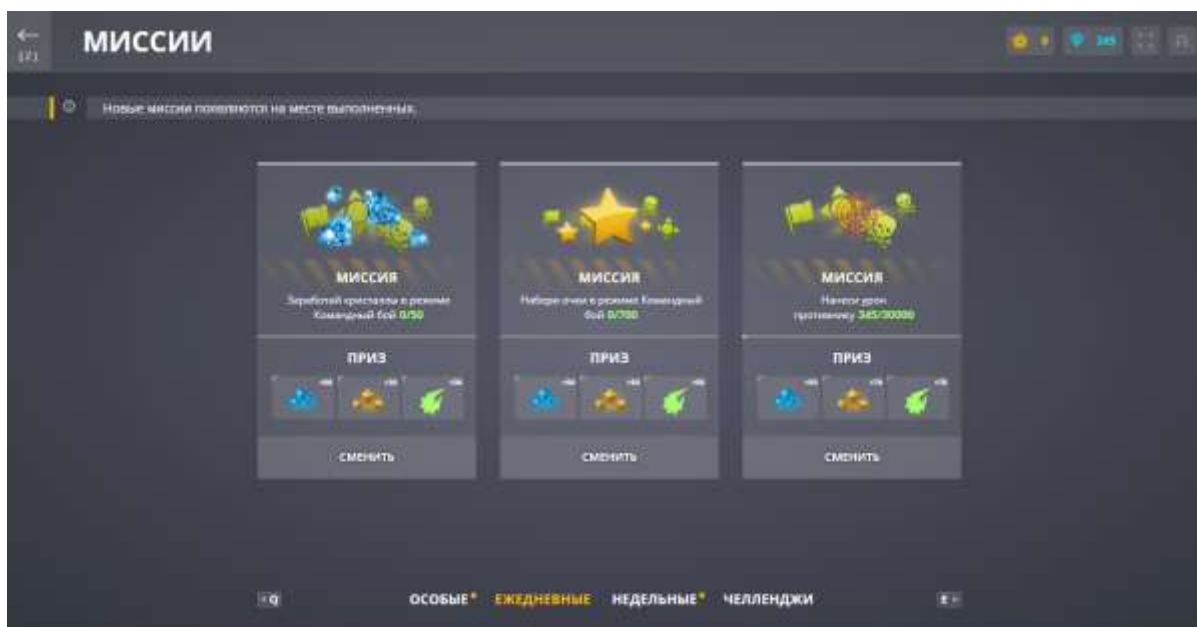 МИССИИ
345
Новые миссии появляются на месте выполненных.
МИССИЯ
Заработай кристаллы в режиме
Командный бой 0/50
МИССИЯ
Набери очки в режиме Командный
бой 0/700
МИССИЯ
Нанеси урон
противнику 345/30000
ПРИЗ
ПРИЗ
ПРИЗ
СМЕНИТЬ
СМЕНИТЬ
СМЕНИТЬ
Q
ОСОБЫЕ ЕЖЕДНЕВНЫЕ НЕДЕЛЬНЫЕ ЧЕЛЛЕНДЖИ
E